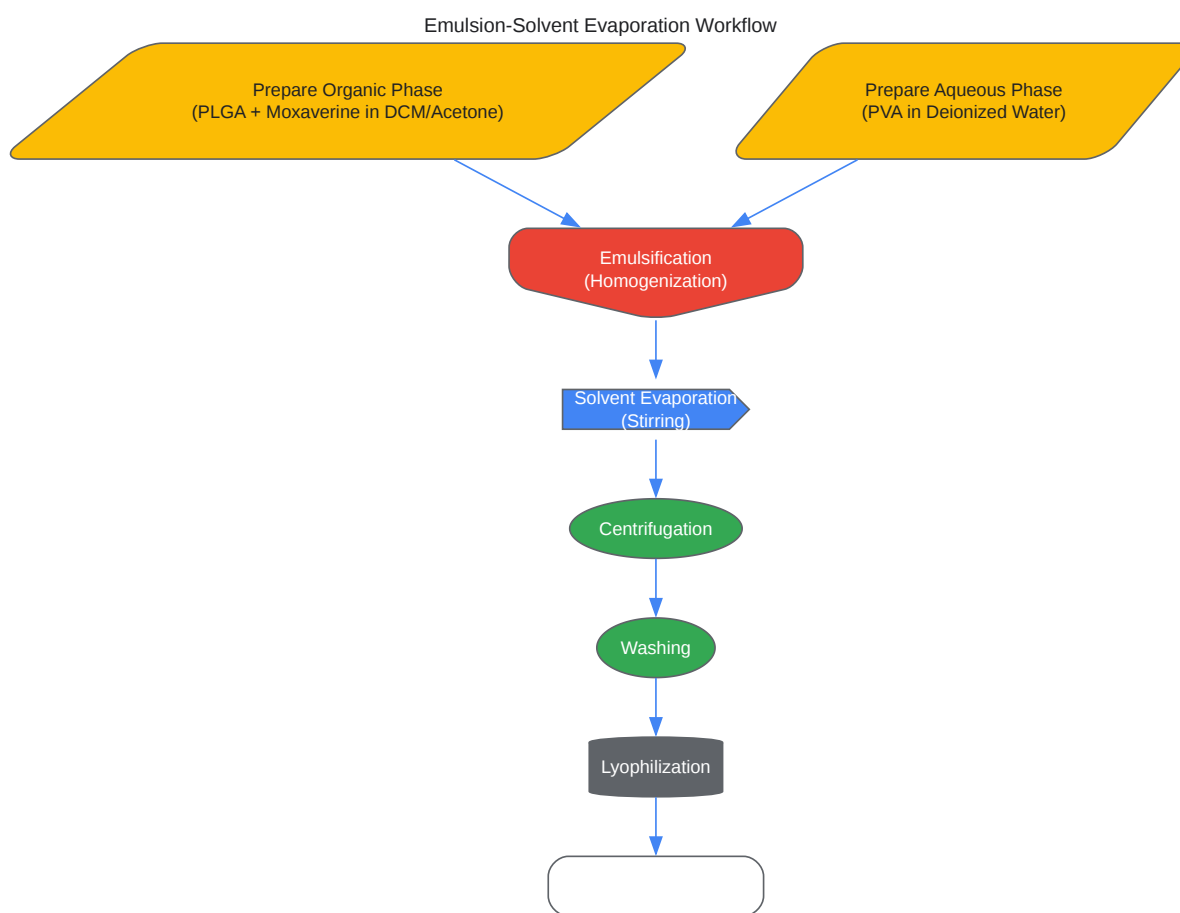 Emulsion-Solvent Evaporation Workflow
Prepare Organic Phase
(PLGA + Moxaverine in DCM/Acetone)
Prepare Aqueous Phase
(PVA in Deionized Water)
Emulsification
(Homogenization)
Solvent Evaporation
(Stirring)
Centrifugation
Washing
Lyophilization